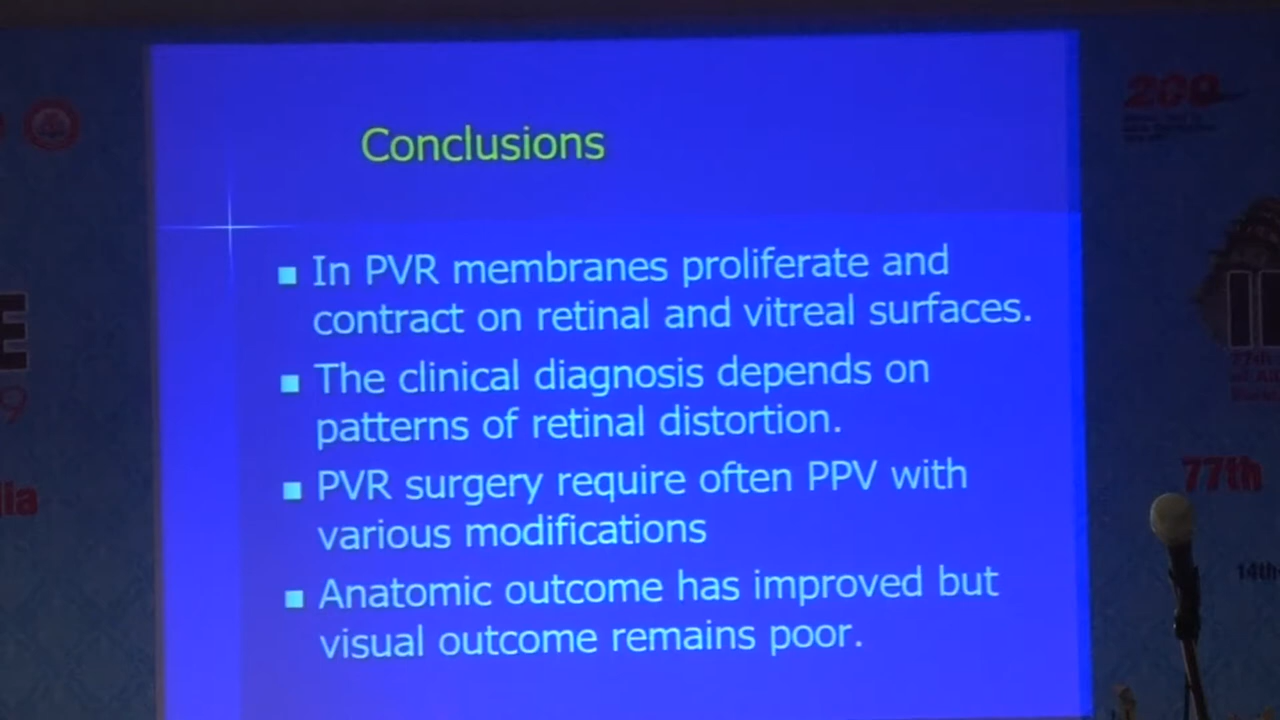 Conclusions
In PVR membranes proliferate and
contract on retinal and vitreal surfaces.
The clinical diagnosis depends on
patterns of retinal distortion.
PVR surgery require often PPV with
various modifications
Anatomic outcome has improved but
visual outcome remains poor.
200
77th
14th